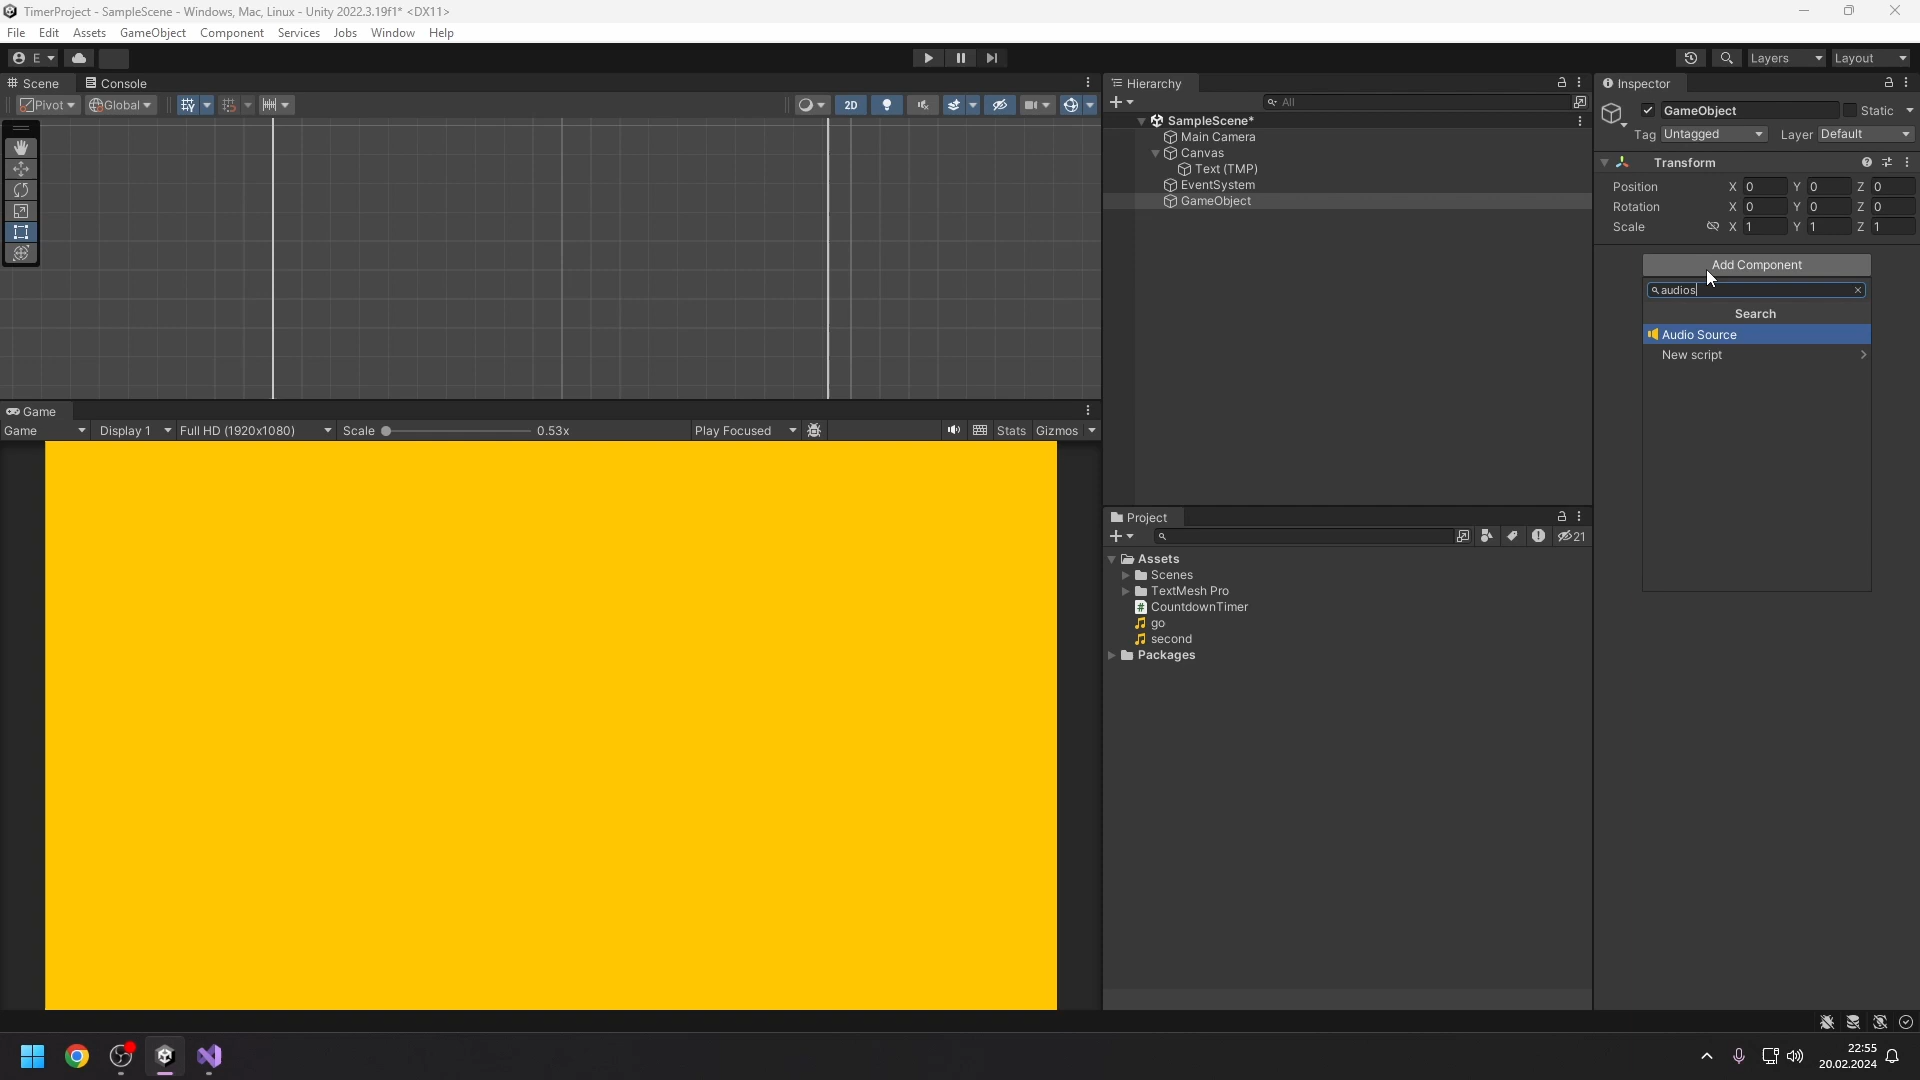 TimerProject - SampleScene - Windows, Mac, Linux - Unity 2022.3.19f1* <DX11>
File Edit Assets GameObject Component Services Jobs Window Help
E Layers Layout
Scene Console
Pivot Global 2D
Game
Game Display 1 Full HD (1920x1080) Scale 0.53x Play Focused Stats Gizmos
Hierarchy
All
SampleScene*
Main Camera
Canvas
Text (TMP)
EventSystem
GameObject
Project
21
Assets
Scenes
TextMesh Pro
CountdownTimer
go
second
Packages
Inspector
GameObject Static
Tag Untagged Layer Default
Transform
Position X 0 Y 0 Z 0
Rotation X 0 Y 0 Z 0
Scale X 1 Y 1 Z 1
Add Component
audios
Search
Audio Source
New script
22:55
20.02.2024